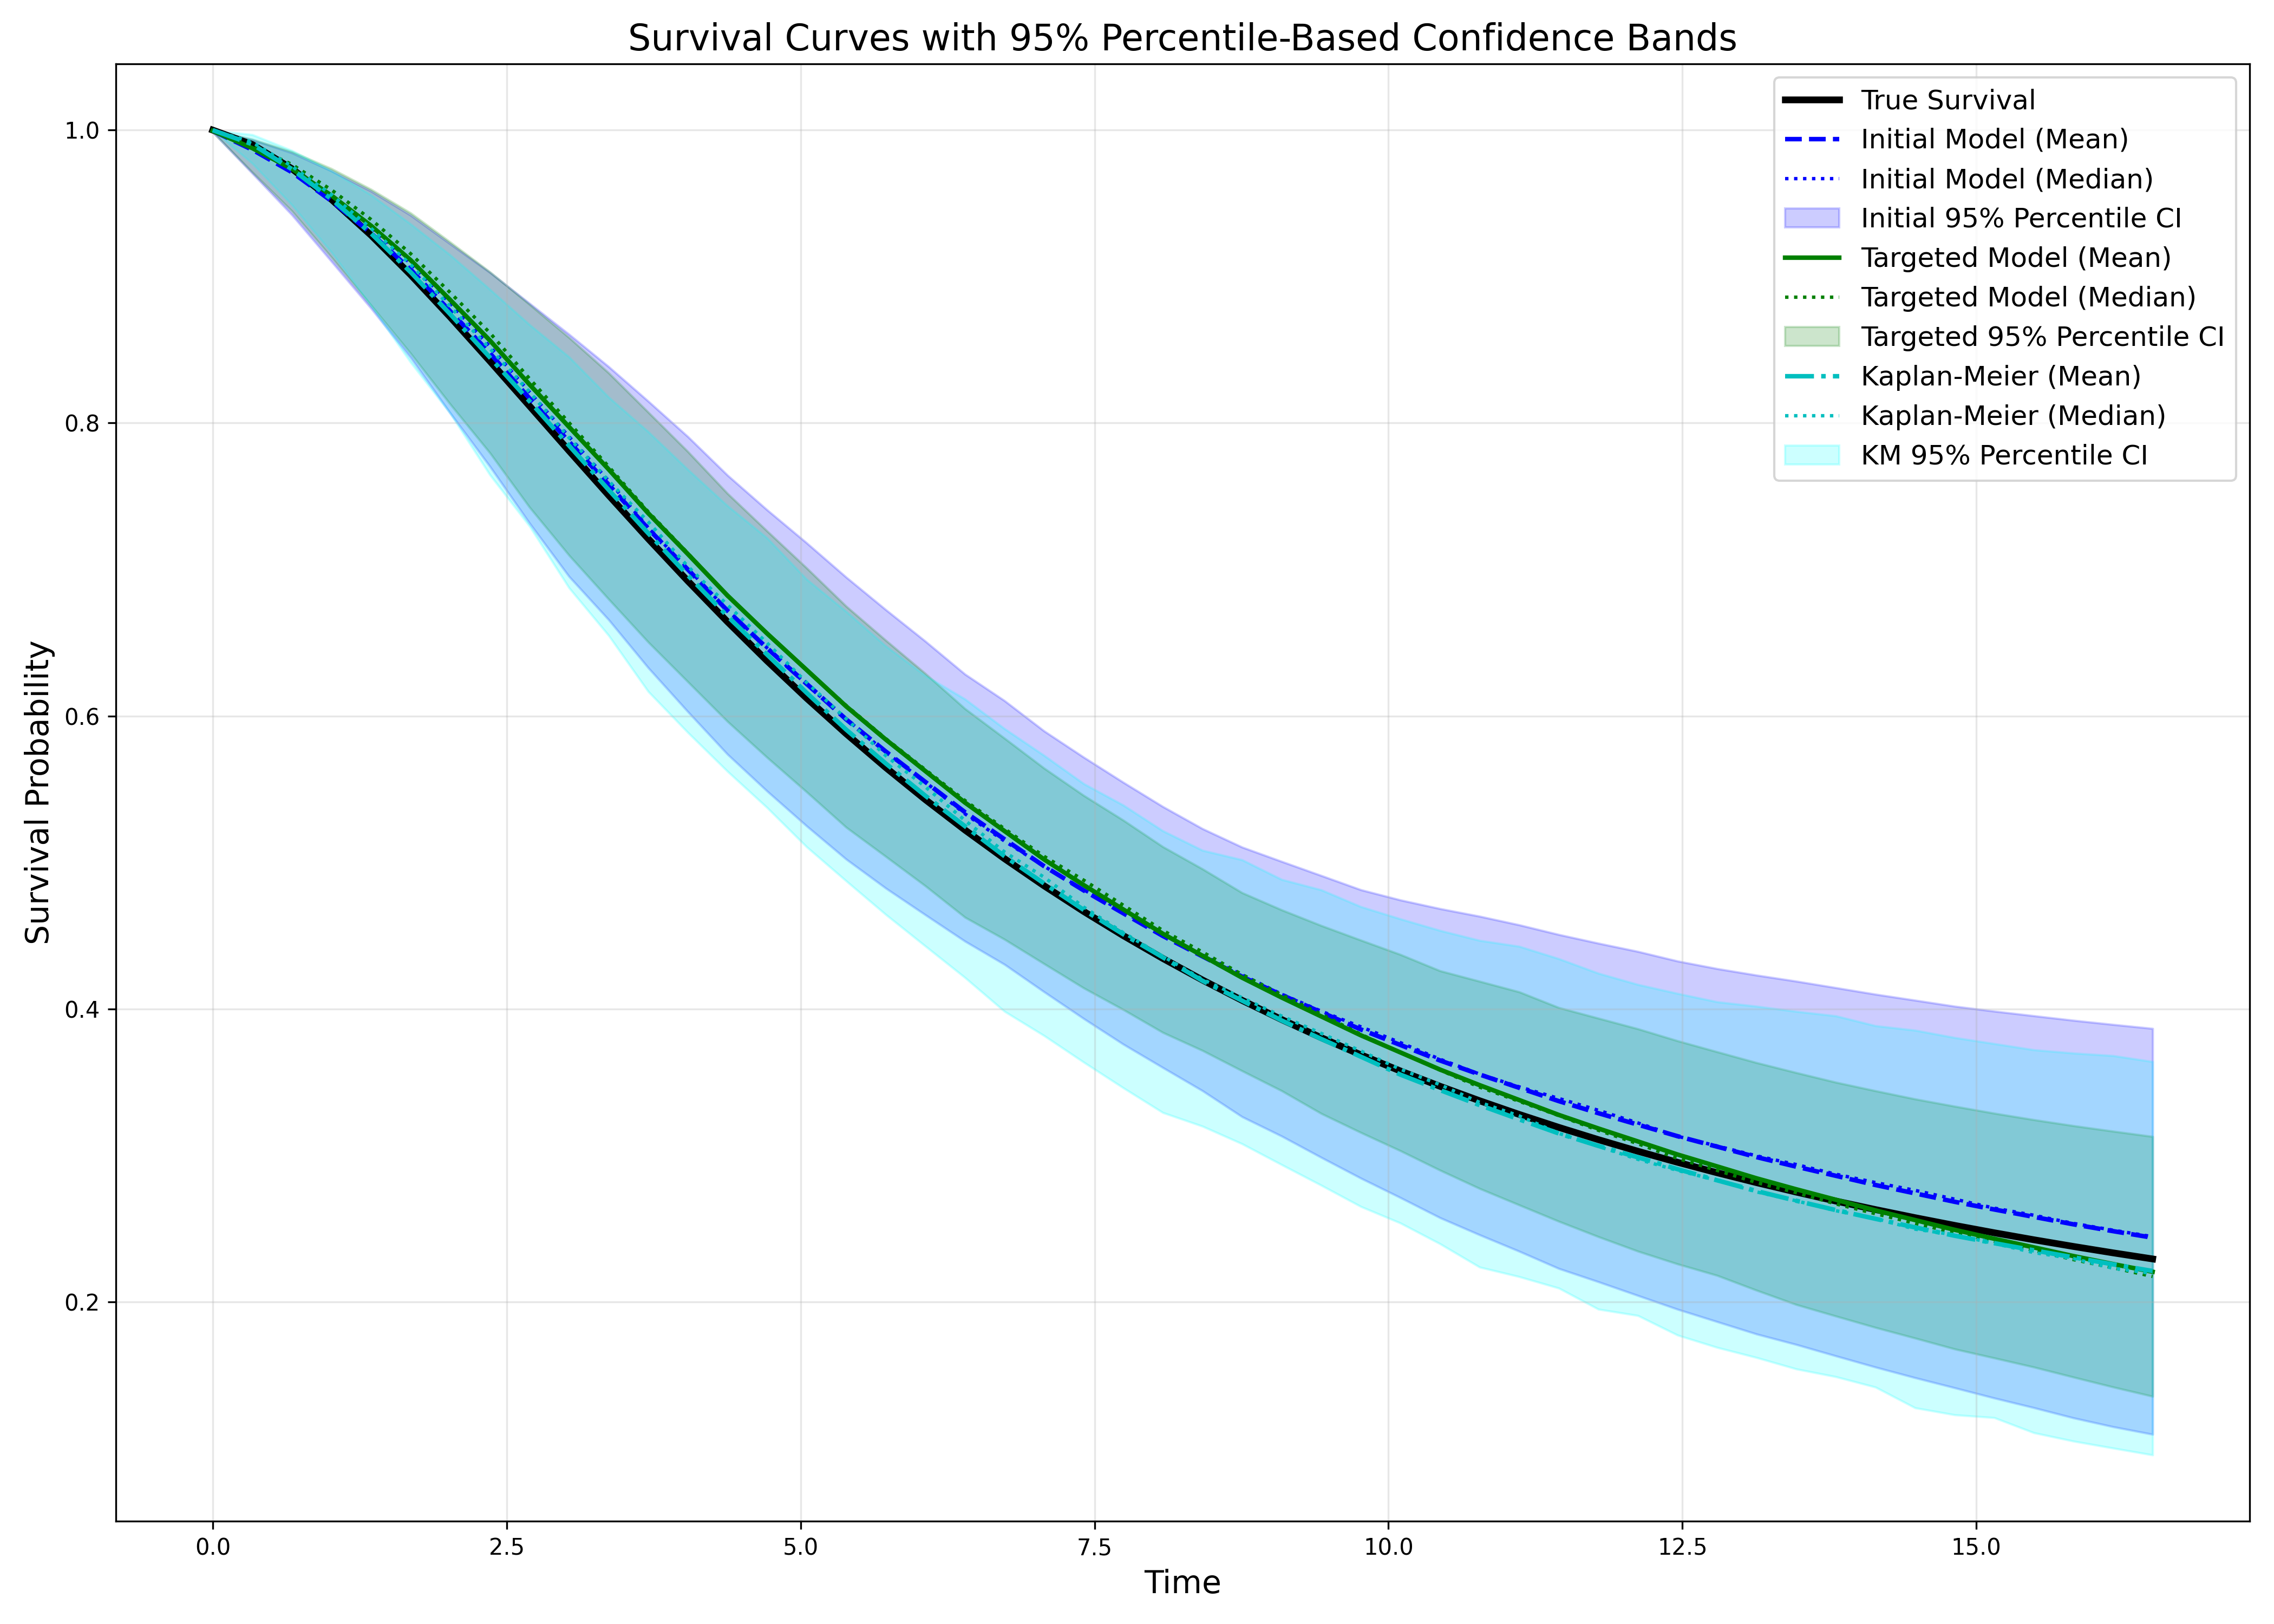 Survival Curves with 95% Percentile-Based Confidence Bands
True Survival
Initial Model (Mean)
Initial Model (Median)
Initial 95% Percentile CI
Targeted Model (Mean)
Targeted Model (Median)
Targeted 95% Percentile CI
Kaplan-Meier (Mean)
Kaplan-Meier (Median)
KM 95% Percentile CI
Survival Probability
1.0
0.8
0.6
0.4
0.2
0.0 2.5 5.0 7.5 10.0 12.5 15.0
Time